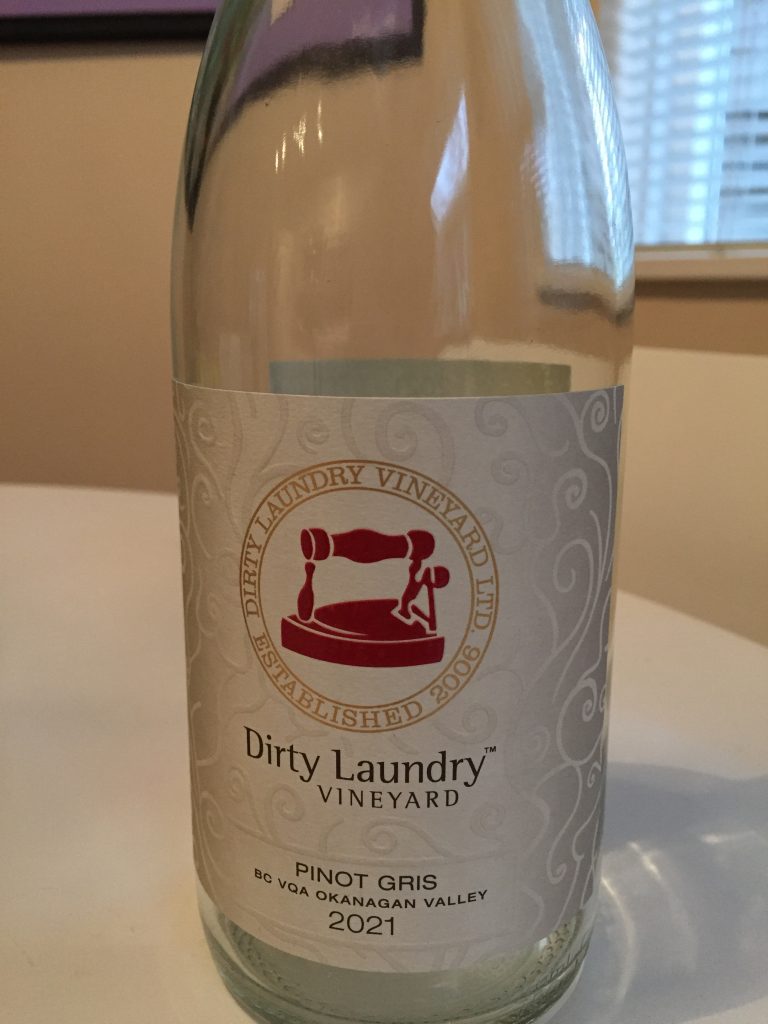 DIRTY LAUNDRY VINEYARD LTD.
ESTABLISHED 2006
Dirty Laundry™
VINEYARD
PINOT GRIS
BC VQA OKANAGAN VALLEY
2021